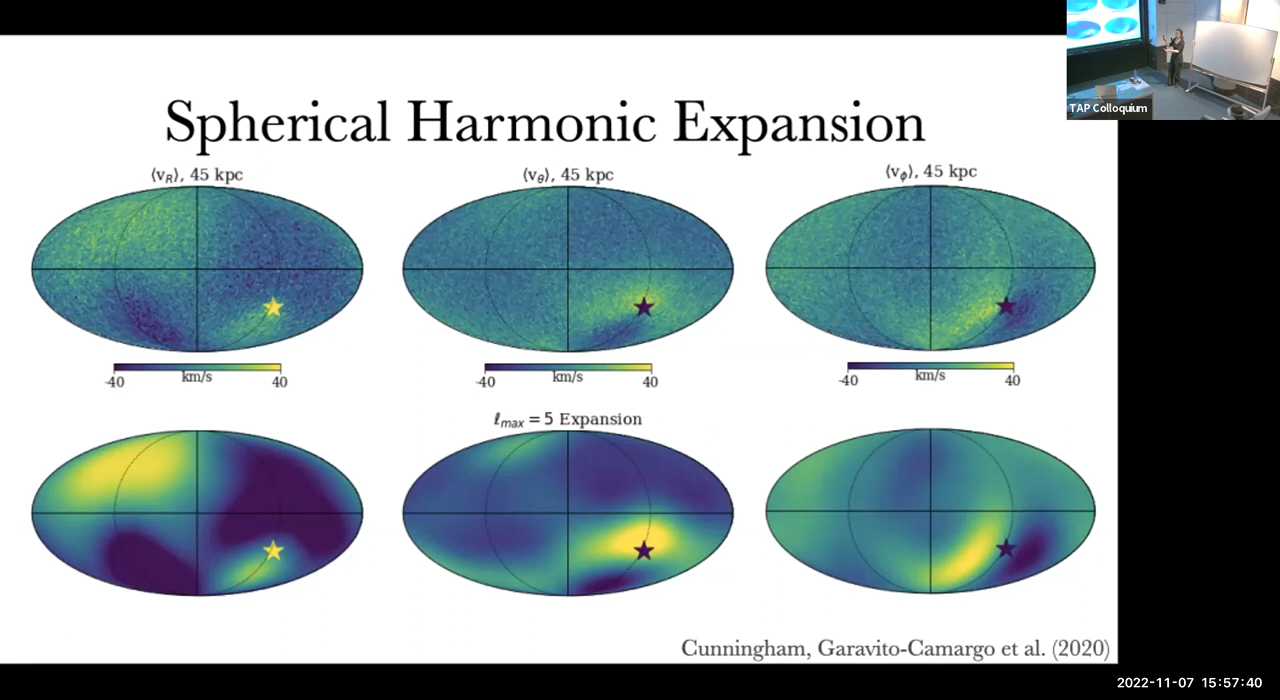 TAP Colloquium
Spherical Harmonic Expansion
⟨v_R⟩, 45 kpc
⟨v_θ⟩, 45 kpc
⟨v_ϕ⟩, 45 kpc
-40 km/s 40
-40 km/s 40
-40 km/s 40
ℓ_max = 5 Expansion
Cunningham, Garavito-Camargo et al. (2020)
2022-11-07 15:57:40